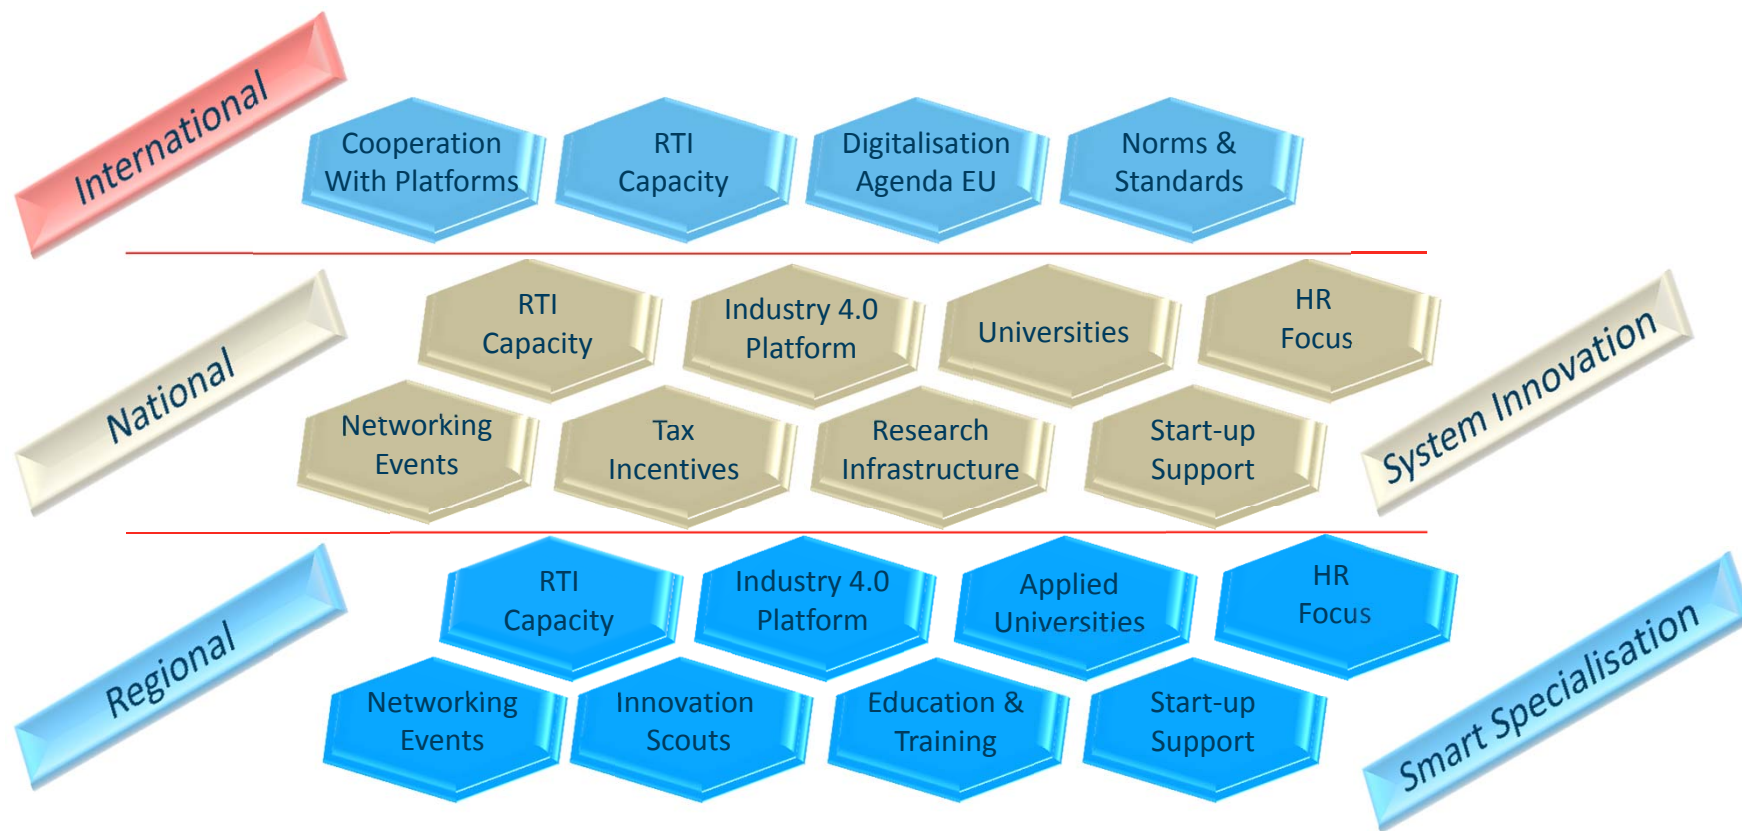 International
Cooperation
With Platforms
RTI
Capacity
Digitalisation
Agenda EU
Norms &
Standards
National
RTI
Capacity
Industry 4.0
Platform
Universities
HR
Focus
Networking
Events
Tax
Incentives
Research
Infrastructure
Start-up
Support
System Innovation
Regional
RTI
Capacity
Industry 4.0
Platform
Applied
Universities
HR
Focus
Networking
Events
Innovation
Scouts
Education &
Training
Start-up
Support
Smart Specialisation